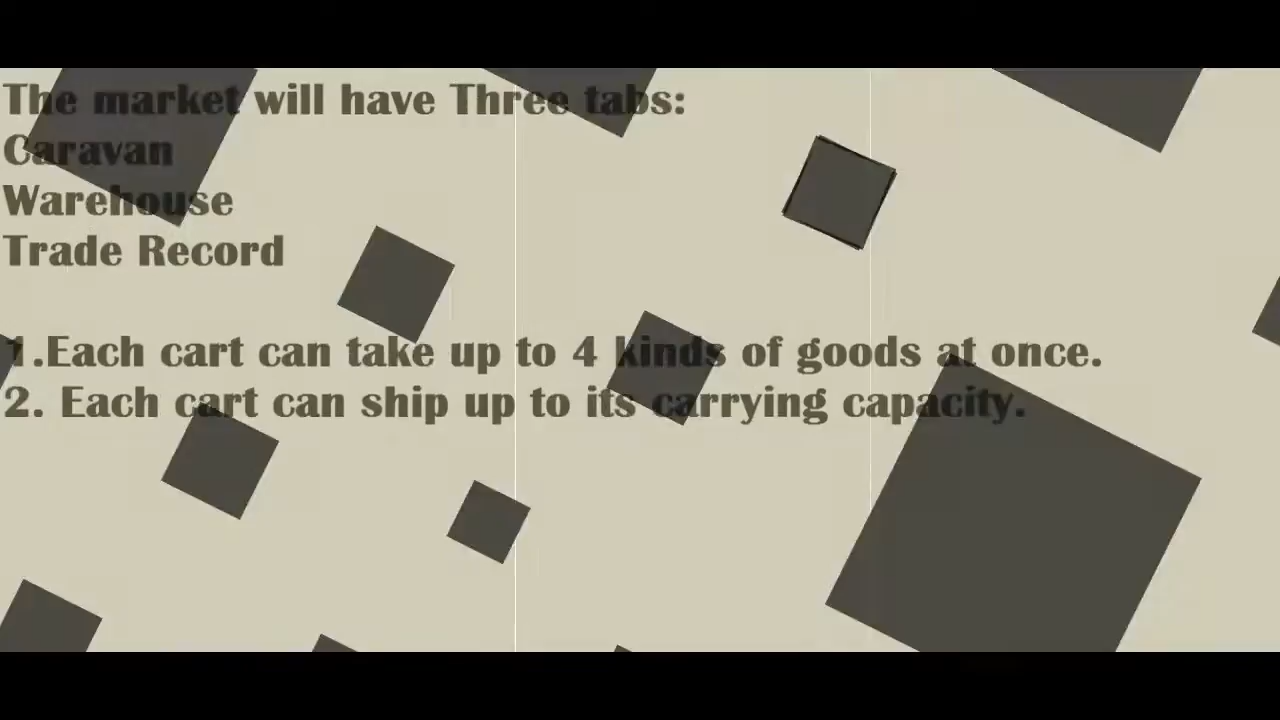 The market will have Three tabs:
Caravan
Warehouse
Trade Record
1.Each cart can take up to 4 kinds of goods at once.
2. Each cart can ship up to its carrying capacity.